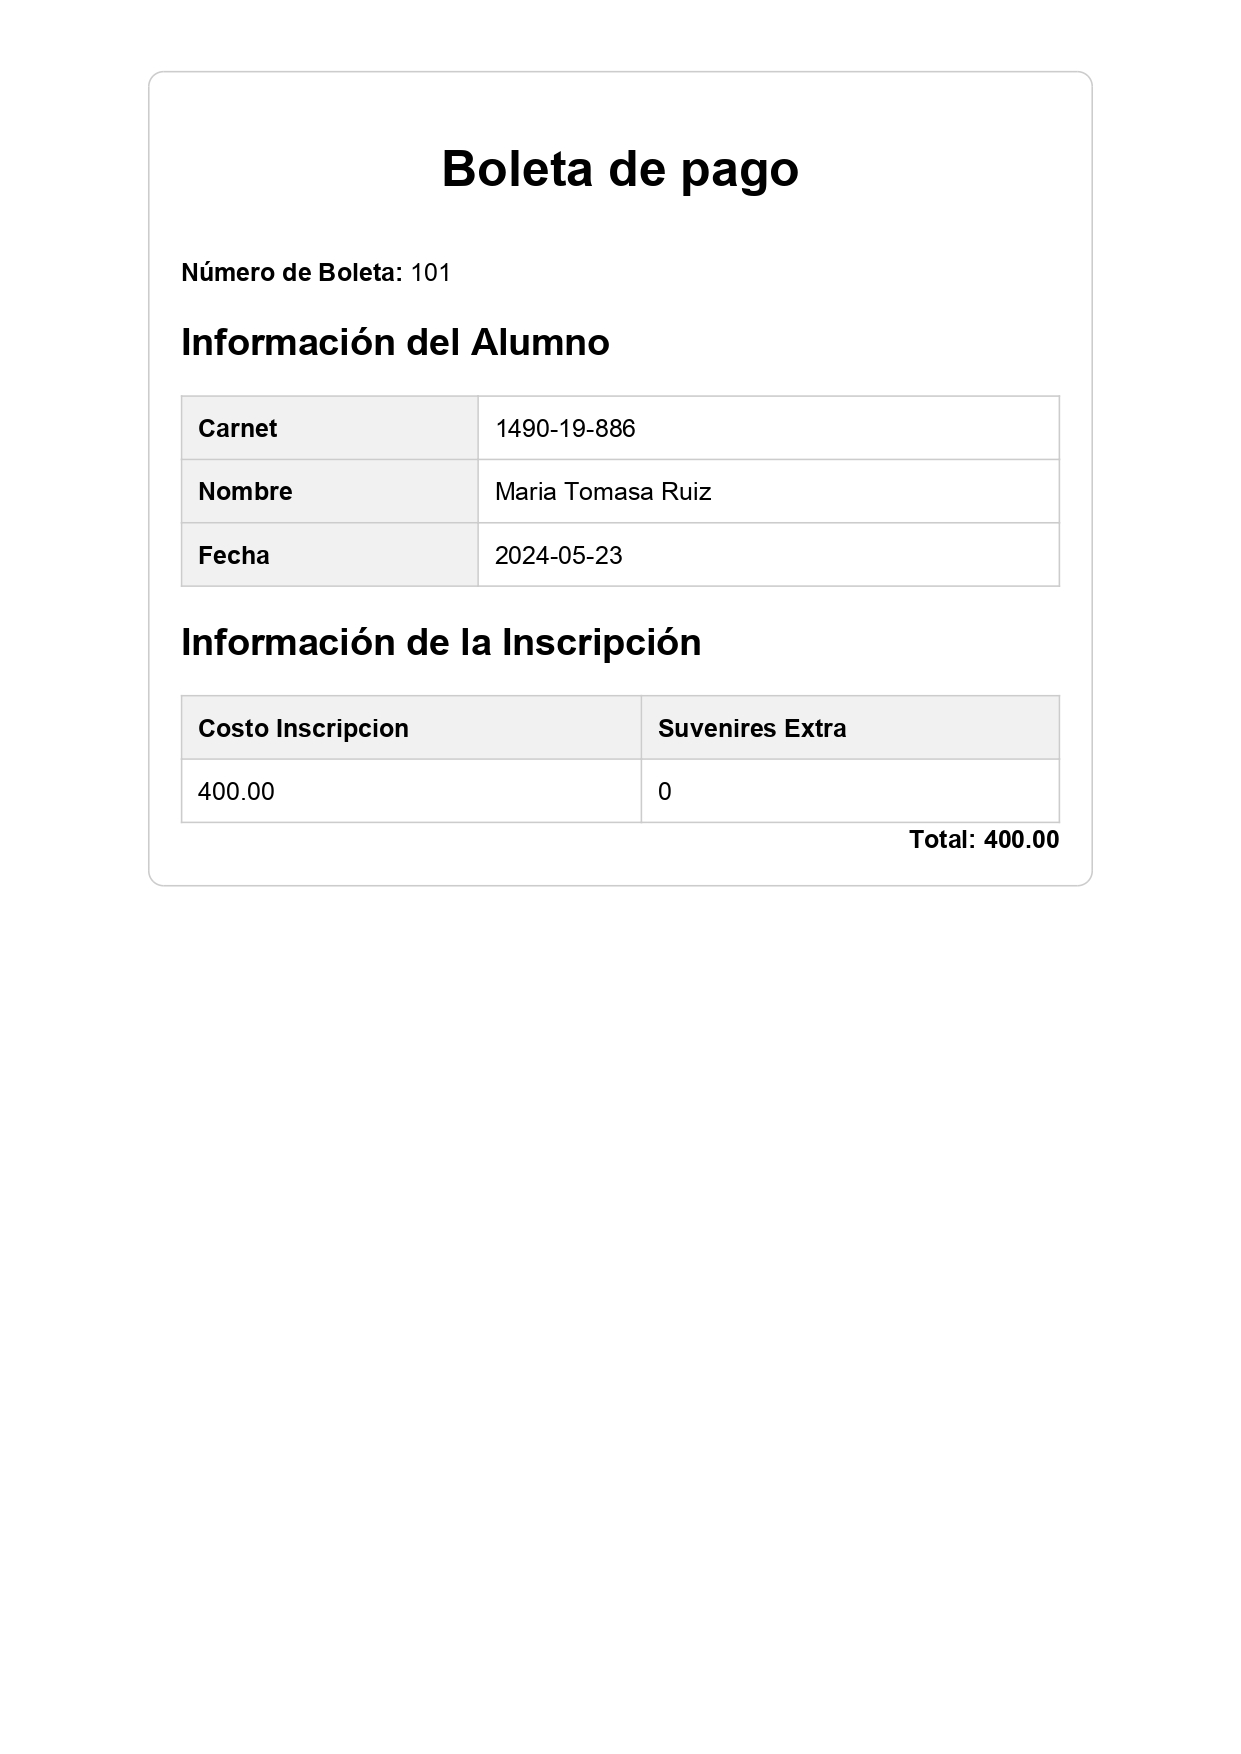 Boleta de pago
Número de Boleta: 101
Información del Alumno
Carnet 1490-19-886
Nombre Maria Tomasa Ruiz
Fecha 2024-05-23
Información de la Inscripción
Costo Inscripcion Suvenires Extra
400.00 0
Total: 400.00